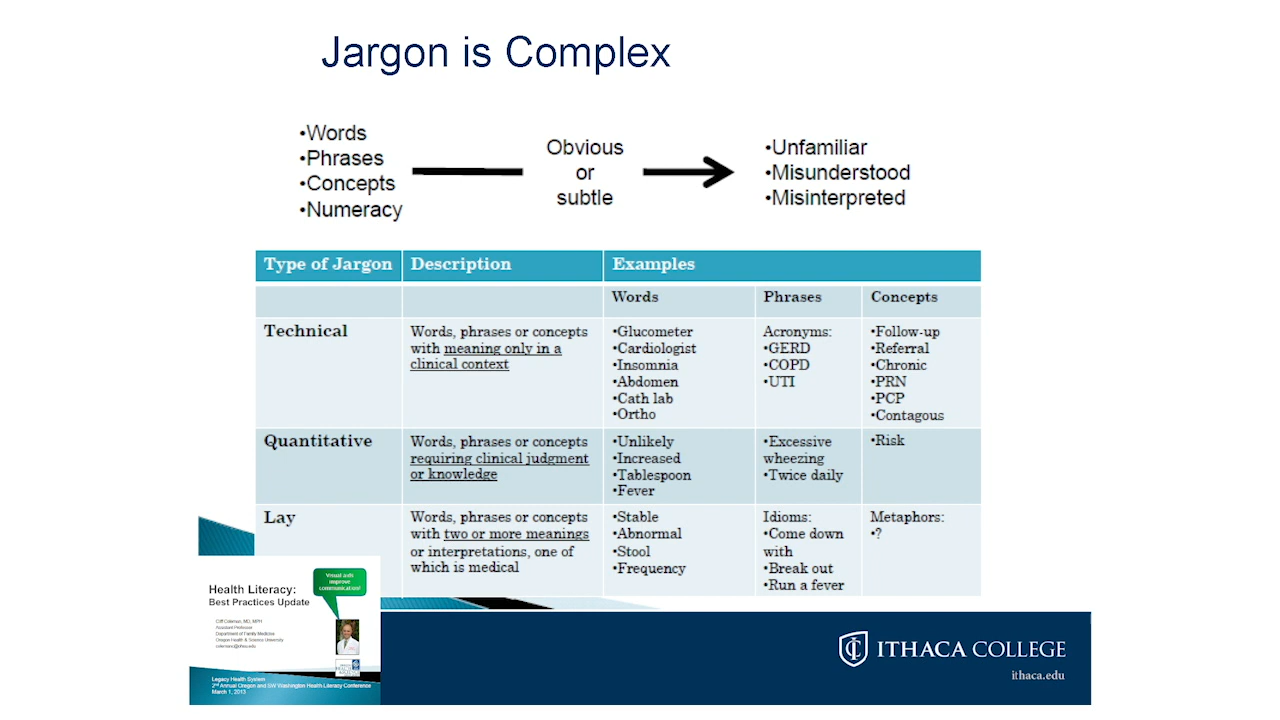 Jargon is Complex
•Words
•Phrases
•Concepts
•Numeracy
Obvious
or
subtle
•Unfamiliar
•Misunderstood
•Misinterpreted
Type of Jargon Description Examples
Words Phrases Concepts
Technical
Words, phrases or concepts
with meaning only in a
clinical context
•Glucometer
•Cardiologist
•Insomnia
•Abdomen
•Cath lab
•Ortho
Acronyms:
•GERD
•COPD
•UTI
•Follow-up
•Referral
•Chronic
•PRN
•PCP
•Contagous
Quantitative
Words, phrases or concepts
requiring clinical judgment
or knowledge
•Unlikely
•Increased
•Tablespoon
•Fever
•Excessive
wheezing
•Twice daily
•Risk
Lay
Words, phrases or concepts
with two or more meanings
or interpretations, one of
which is medical
•Stable
•Abnormal
•Stool
•Frequency
Idioms:
•Come down
with
•Break out
•Run a fever
Metaphors:
•?
Visual aids
improve
communication!
Health Literacy:
Best Practices Update
Cliff Coleman, MD, MPH
Assistant Professor
Department of Family Medicine
Oregon Health & Science University
Legacy Health System
2nd Annual Oregon and SW Washington Health Literacy Conference
March 1, 2013
ITHACA COLLEGE
ithaca.edu